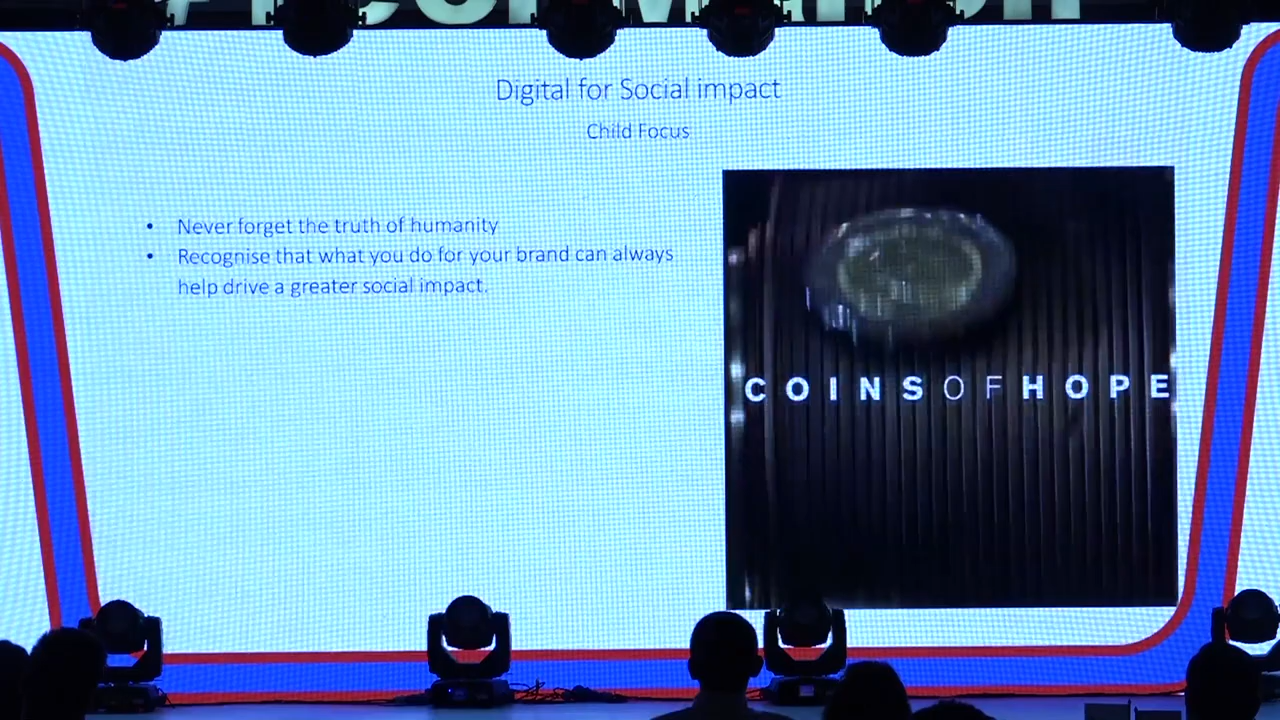 Digital for Social impact
Child Focus
• Never forget the truth of humanity
• Recognise that what you do for your brand can always
help drive a greater social impact.
COINS OF HOPE